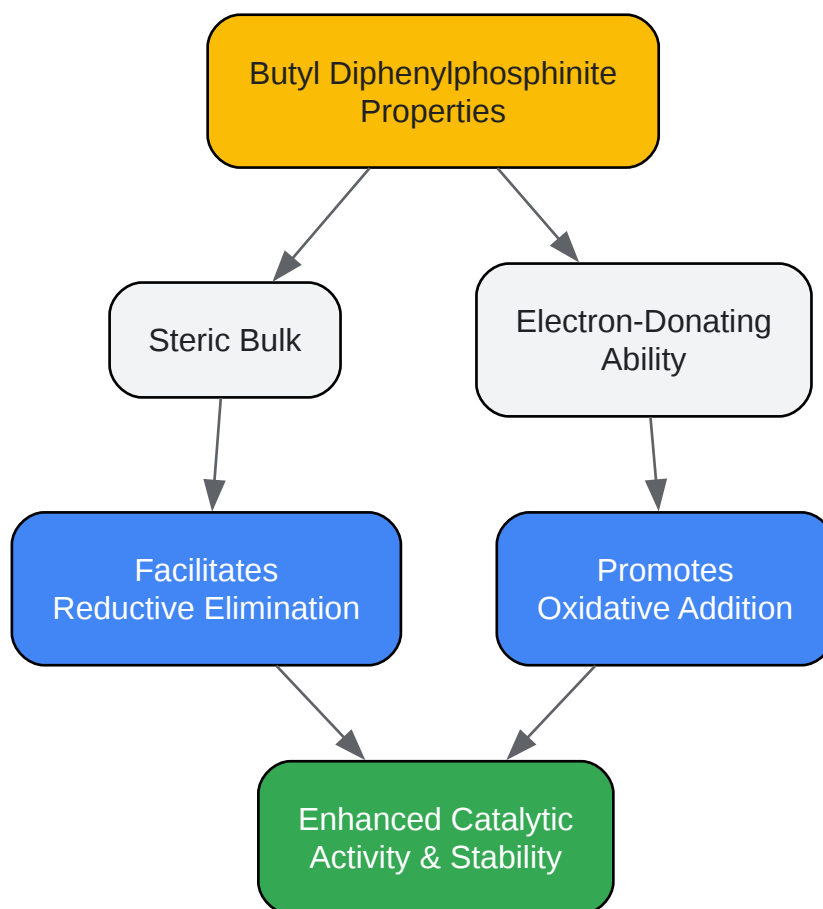 Butyl Diphenylphosphinite
Properties
Steric Bulk
Electron-Donating
Ability
Facilitates
Reductive Elimination
Promotes
Oxidative Addition
Enhanced Catalytic
Activity & Stability